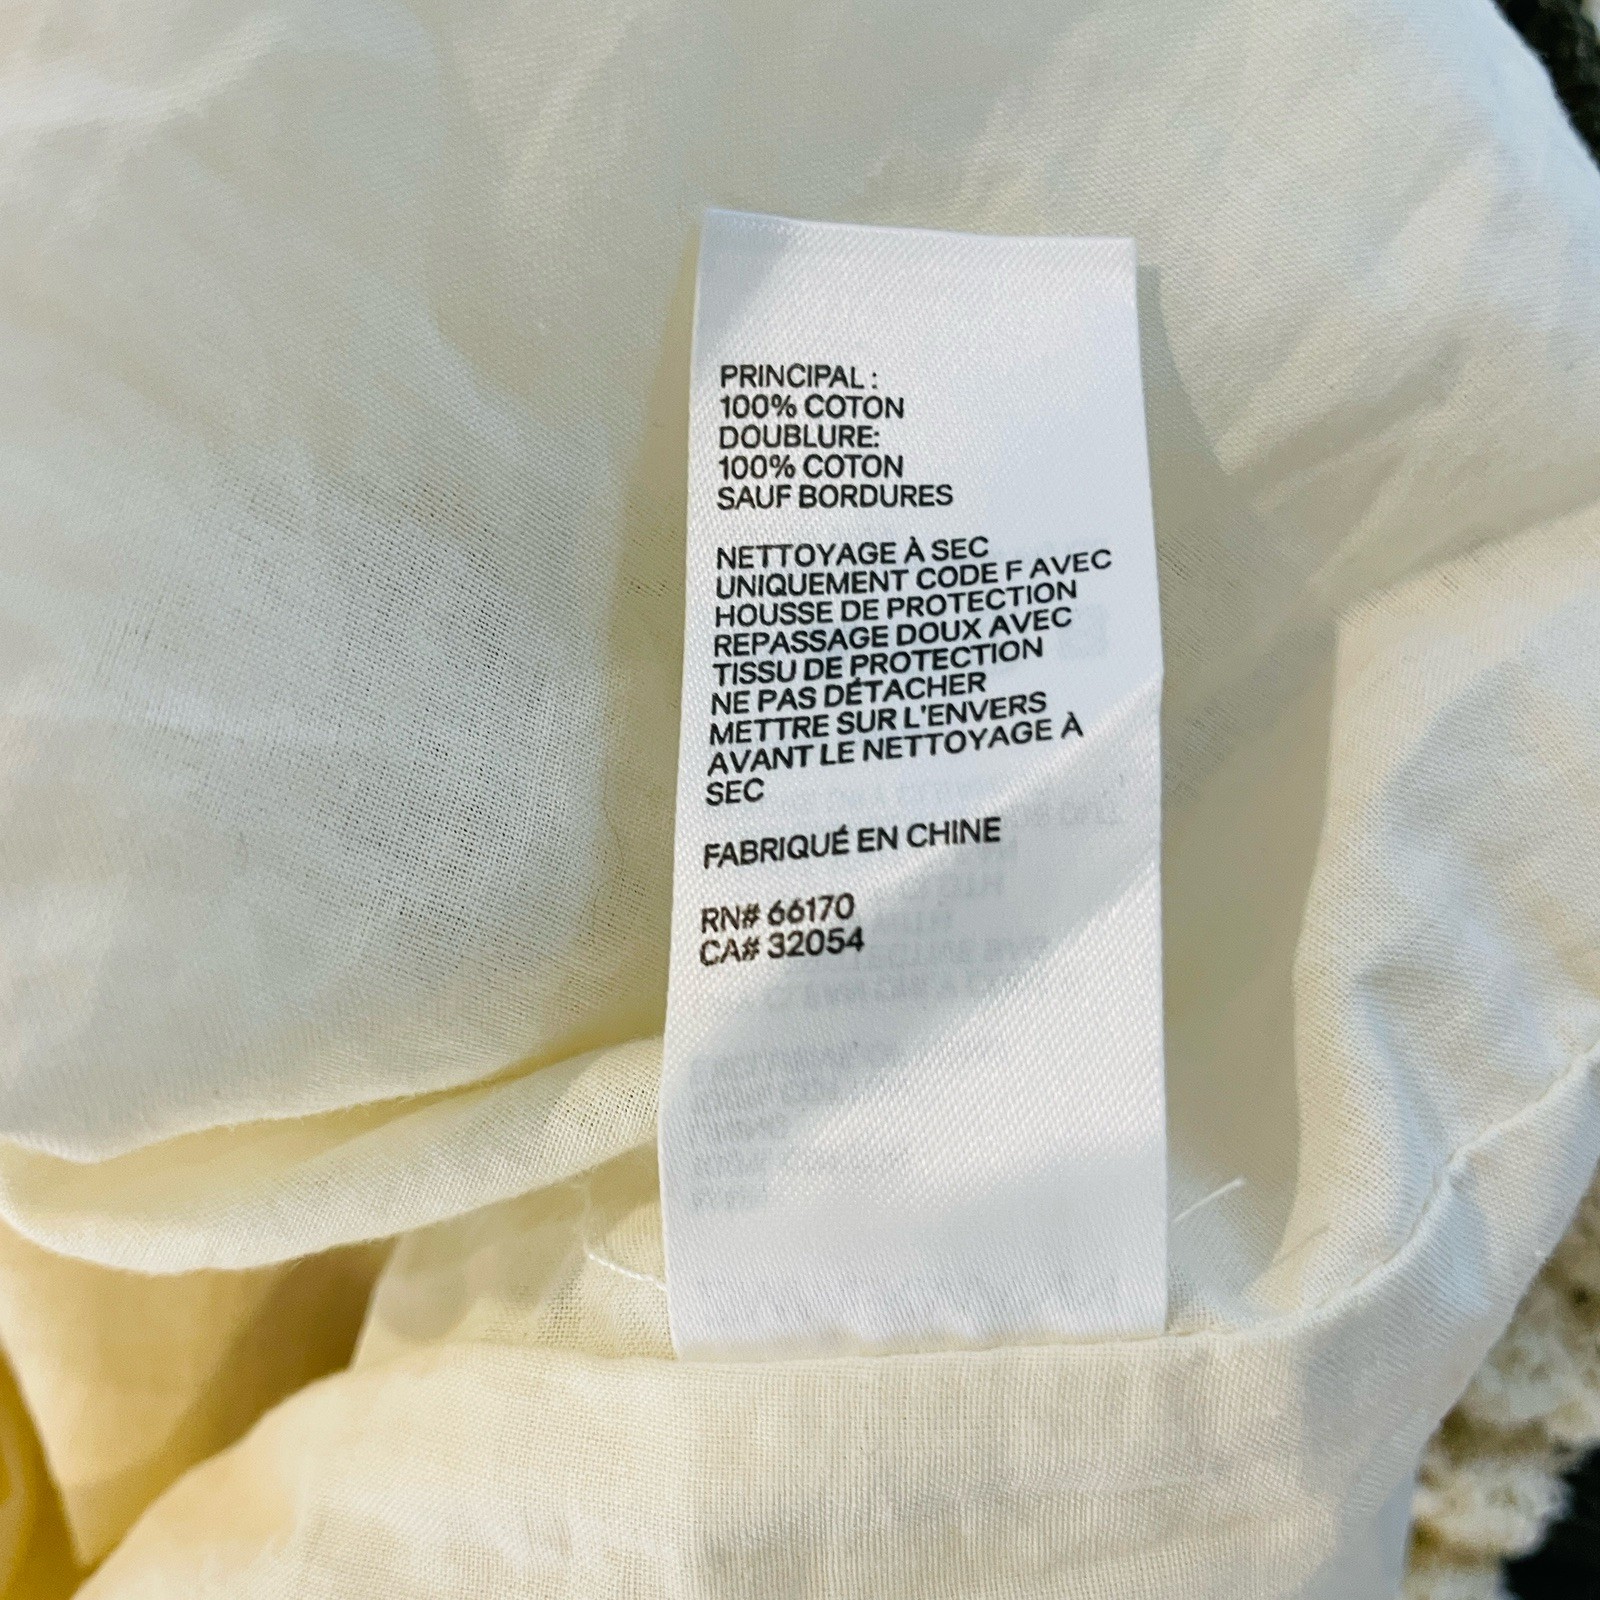 PRINCIPAL :
100% COTON
DOUBLURE:
100% COTON
SAUF BORDURES
NETTOYAGE À SEC
UNIQUEMENT CODE F AVEC
HOUSSE DE PROTECTION
REPASSAGE DOUX AVEC
TISSU DE PROTECTION
NE PAS DÉTACHER
METTRE SUR L'ENVERS
AVANT LE NETTOYAGE À
SEC
FABRIQUÉ EN CHINE
RN# 66170
CA# 32054